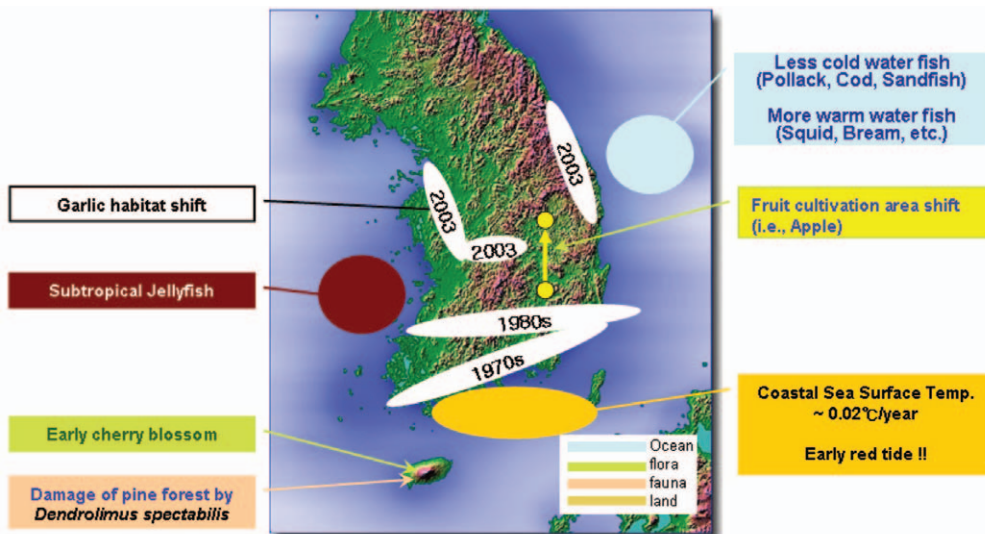 Less cold water fish
(Pollack, Cod, Sandfish)
More warm water fish
(Squid, Bream, etc.)
2003
2003
Garlic habitat shift
Fruit cultivation area shift
(i.e., Apple)
2003
Subtropical Jellyfish
1980s
1970s
Coastal Sea Surface Temp.
~ 0.02℃/year
Early red tide !!
Early cherry blossom
Ocean
flora
fauna
land
Damage of pine forest by
Dendrolimus spectabilis